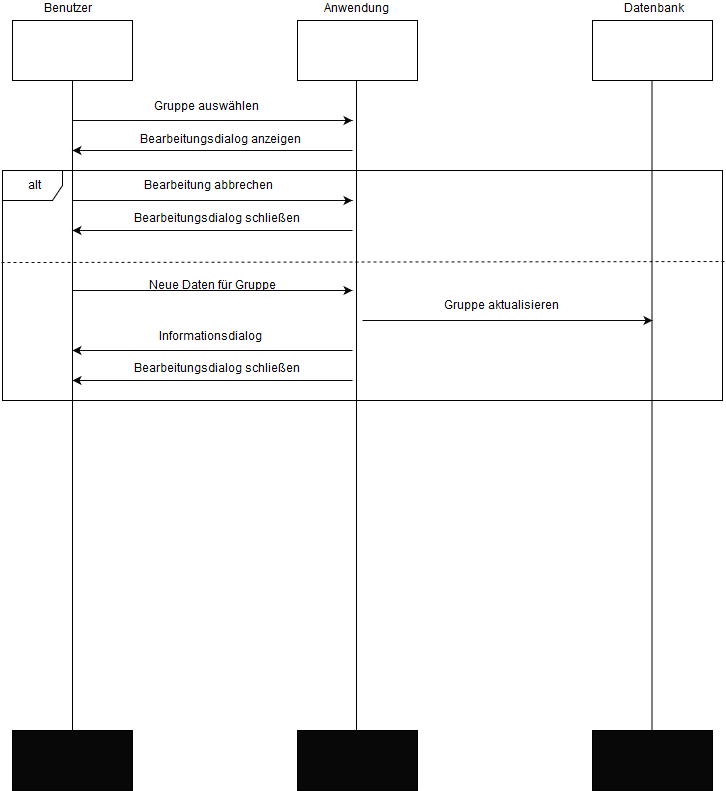 Benutzer
Anwendung
Datenbank
Gruppe auswählen
Bearbeitungsdialog anzeigen
alt
Bearbeitung abbrechen
Bearbeitungsdialog schließen
Neue Daten für Gruppe
Gruppe aktualisieren
Informationsdialog
Bearbeitungsdialog schließen